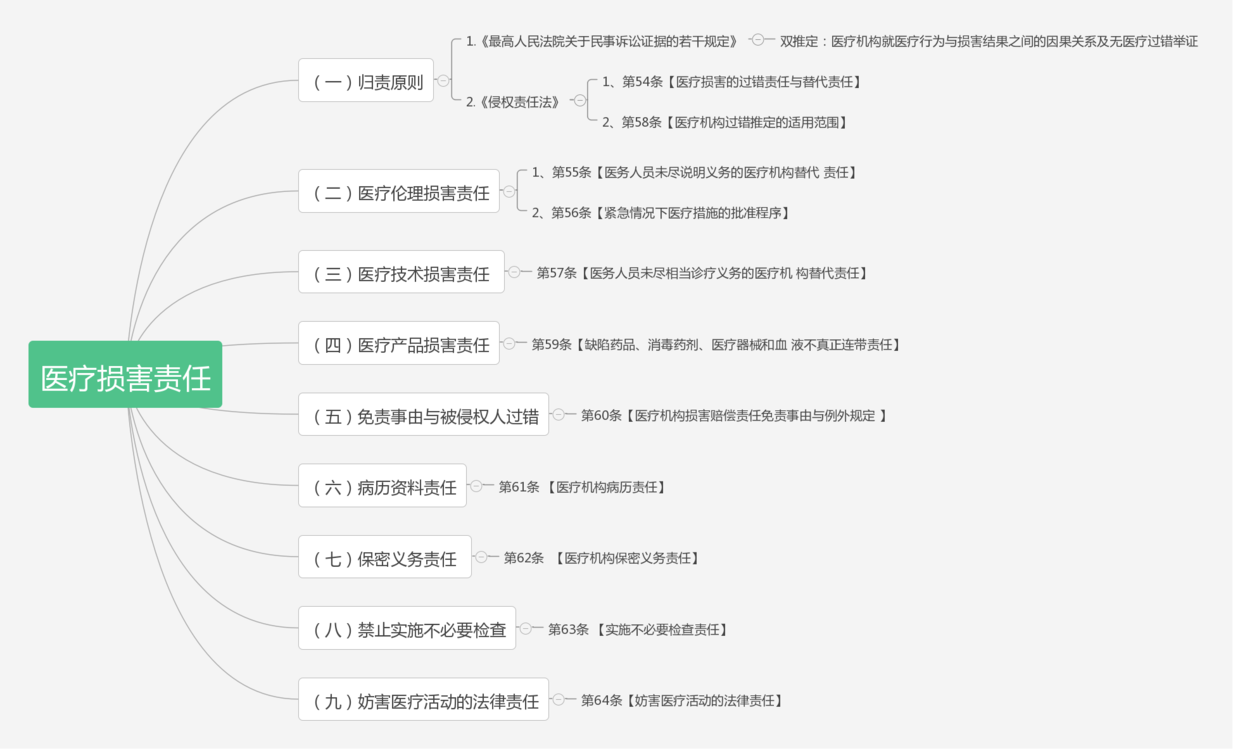 医疗损害责任
（一）归责原则
1.《最高人民法院关于民事诉讼证据的若干规定》
双推定：医疗机构就医疗行为与损害结果之间的因果关系及无医疗过错举证
2.《侵权责任法》
1、第54条【医疗损害的过错责任与替代责任】
2、第58条【医疗机构过错推定的适用范围】
（二）医疗伦理损害责任
1、第55条【医务人员未尽说明义务的医疗机构替代 责任】
2、第56条【紧急情况下医疗措施的批准程序】
（三）医疗技术损害责任
第57条【医务人员未尽相当诊疗义务的医疗机 构替代责任】
（四）医疗产品损害责任
第59条【缺陷药品、消毒药剂、医疗器械和血 液不真正连带责任】
（五）免责事由与被侵权人过错
第60条【医疗机构损害赔偿责任免责事由与例外规定 】
（六）病历资料责任
第61条 【医疗机构病历责任】
（七）保密义务责任
第62条 【医疗机构保密义务责任】
（八）禁止实施不必要检查
第63条 【实施不必要检查责任】
（九）妨害医疗活动的法律责任
第64条【妨害医疗活动的法律责任】